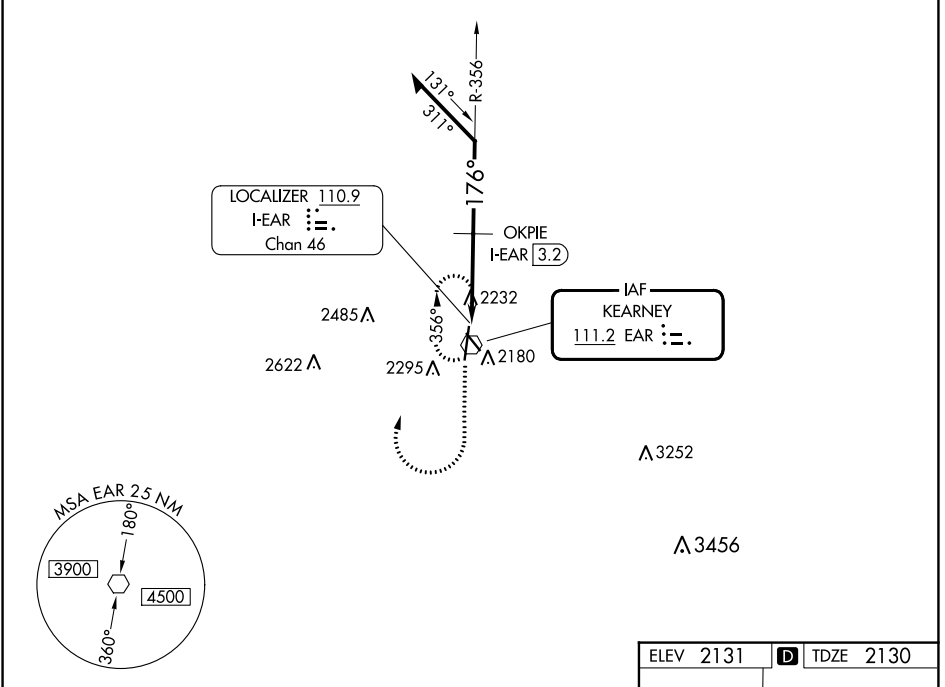 R-356
131°
311°
176°
LOCALIZER 110.9
I-EAR
Chan 46
OKPIE
I-EAR 3.2
2232
IAF
KEARNEY
111.2 EAR
2485
356°
2622
2295
2180
3252
MSA EAR 25 NM
180°
3900
4500
360°
3456
ELEV 2131 D TDZE 2130